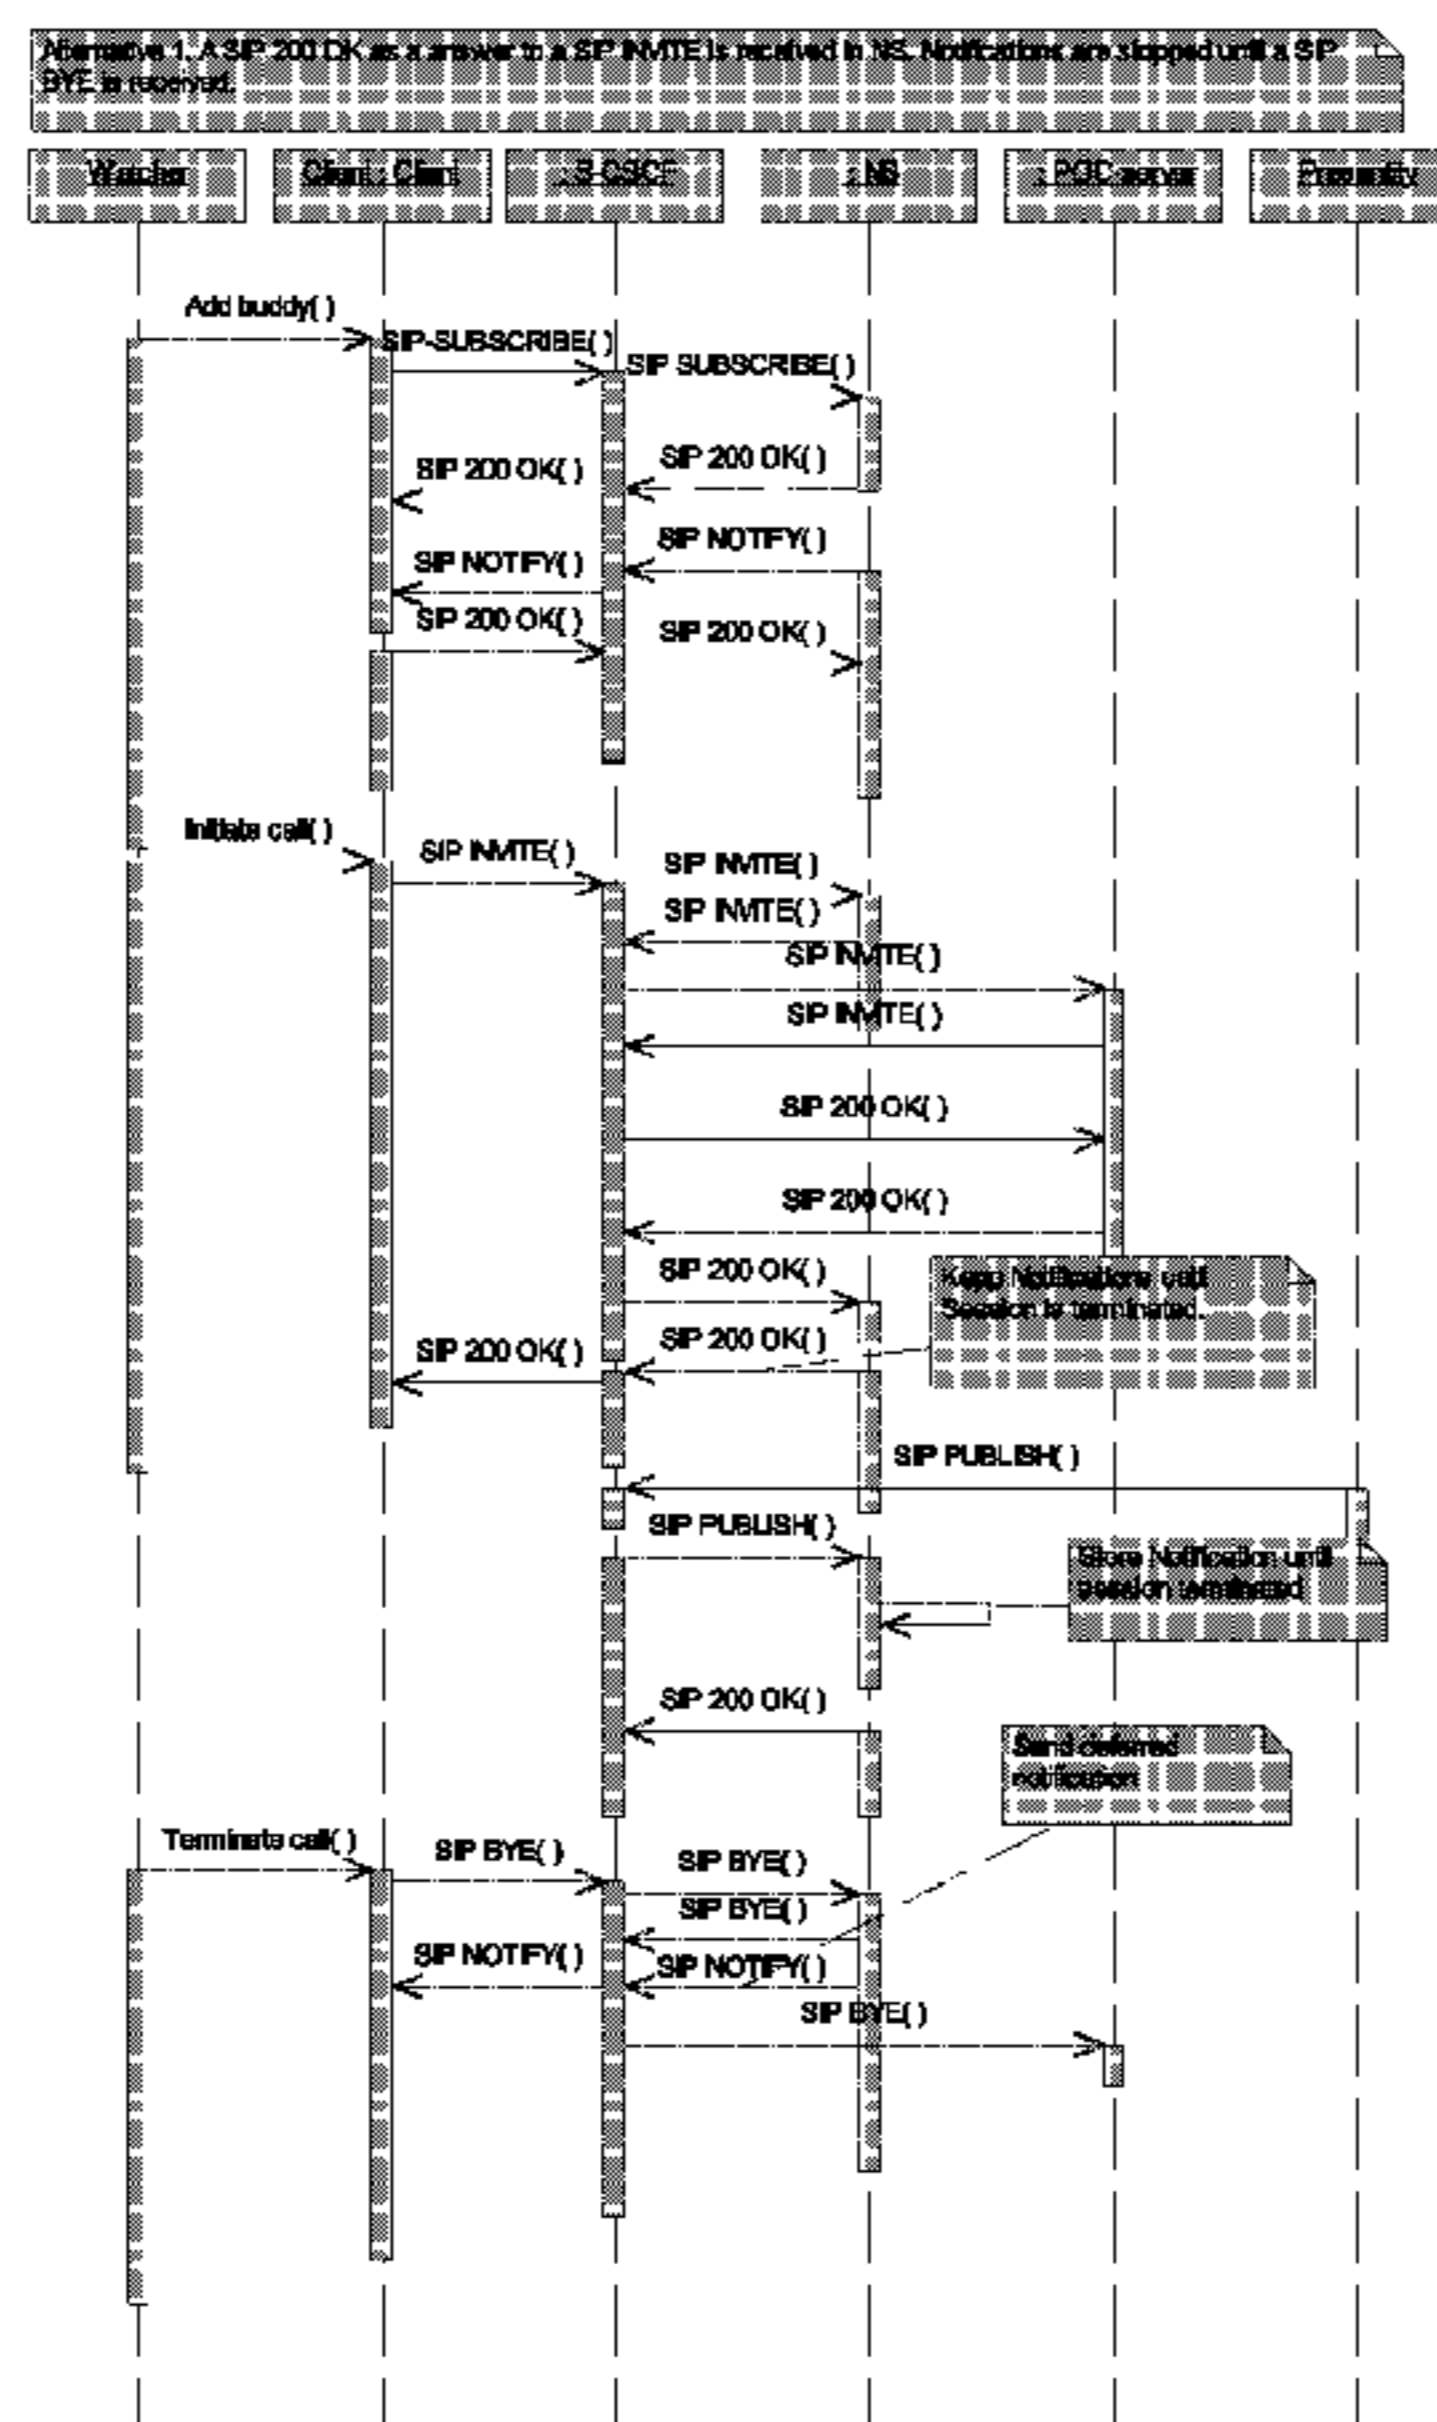 Alternative 1. A SIP 200 OK as a answer to a SIP INVITE is received in NS. Notifications are stopped until a SIP
BYE is received.
Watcher
Client : Client
: S-CSCF
: NS
: POC server
Presentity
Add buddy( )
SIP-SUBSCRIBE( )
SIP SUBSCRIBE( )
SIP 200 OK( )
SIP 200 OK( )
SIP NOTIFY( )
SIP NOTIFY( )
SIP 200 OK( )
SIP 200 OK( )
Initiate call( )
SIP INVITE( )
SIP INVITE( )
SIP INVITE( )
SIP INVITE( )
SIP INVITE( )
SIP 200 OK( )
SIP 200 OK( )
SIP 200 OK( )
Notifications until
Session is terminated.
SIP 200 OK( )
SIP 200 OK( )
SIP PUBLISH( )
SIP PUBLISH( )
Store Notification until
session terminated
SIP 200 OK( )
Send deferred
notification
Terminate call( )
SIP BYE( )
SIP BYE( )
SIP BYE( )
SIP NOTIFY( )
SIP NOTIFY( )
SIP BYE( )